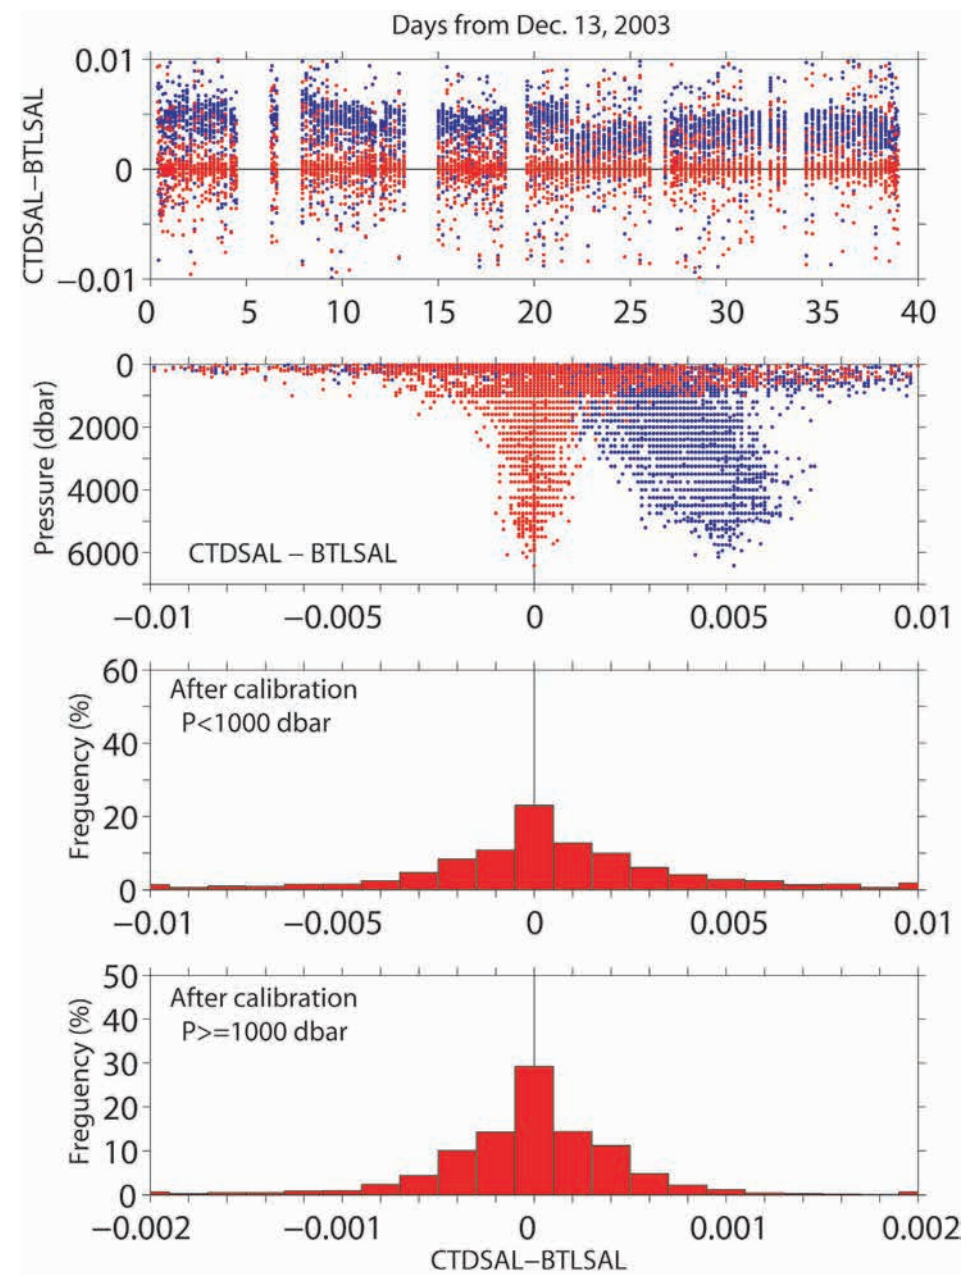 Days from Dec. 13, 2003
0.01
0
−0.01
CTDSAL−BTLSAL
0 5 10 15 20 25 30 35 40
0
2000
4000
6000
Pressure (dbar)
CTDSAL − BTLSAL
−0.01 −0.005 0 0.005 0.01
60
40
20
0
Freguency (%)
After calibration
P<1000 dbar
−0.01 −0.005 0 0.005 0.01
50
40
30
20
10
0
Freguency (%)
After calibration
P>=1000 dbar
−0.002 −0.001 0 0.001 0.002
CTDSAL−BTLSAL